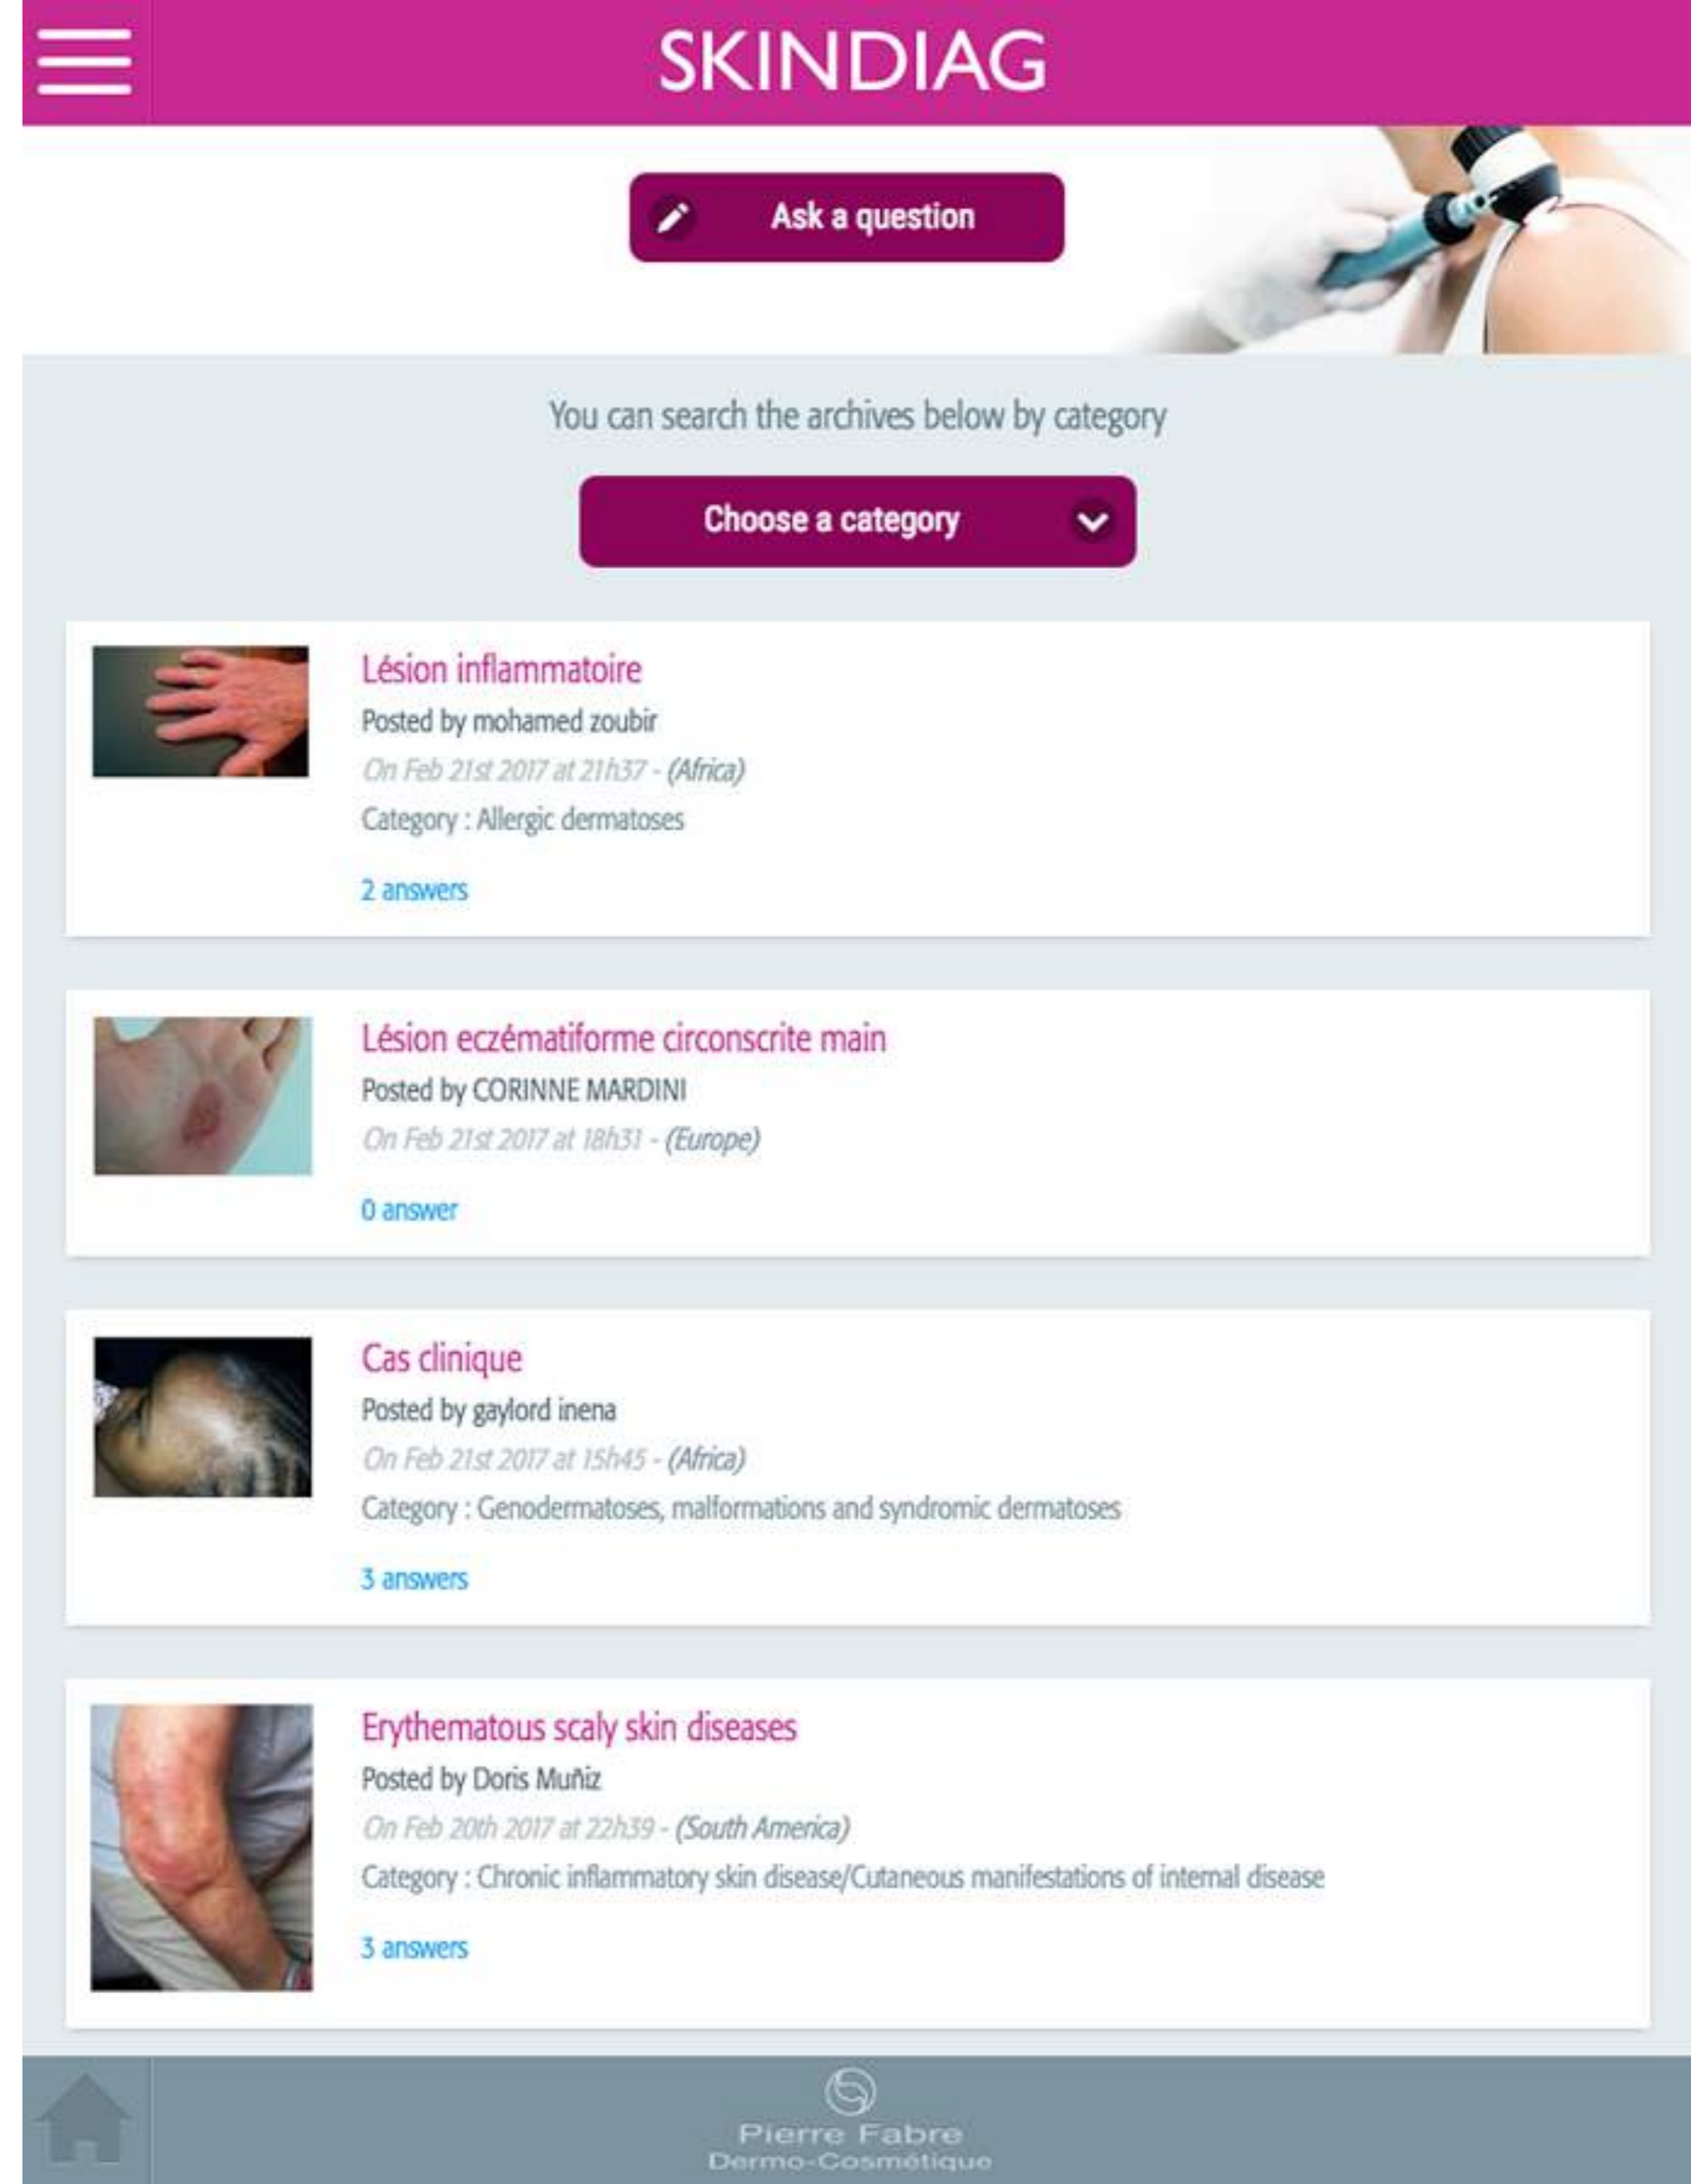 SKINDIAG
Ask a question
You can search the archives below by category
Choose a category
Lésion inflammatoire
Posted by mohamed zoubir
On Feb 21st 2017 at 21h37 - (Africa)
Category : Allergic dermatoses
2 answers
Lésion eczématiforme circonscrite main
Posted by CORINNE MARDINI
On Feb 21st 2017 at 18h31 - (Europe)
0 answer
Cas clinique
Posted by gaylord inena
On Feb 21st 2017 at 15h45 - (Africa)
Category : Genodermatoses, malformations and syndromic dermatoses
3 answers
Erythematous scaly skin diseases
Posted by Doris Muñiz
On Feb 20th 2017 at 22h39 - (South America)
Category : Chronic inflammatory skin disease/Cutaneous manifestations of internal disease
3 answers
Pierre Fabre
Dermo-Cosmétique